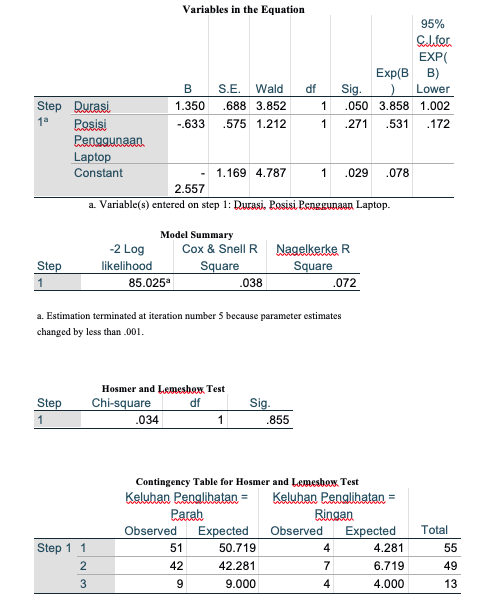 Variables in the Equation
95%
C.I.for
EXP(
Exp(B B)
B S.E. Wald df Sig. ) Lower
Step Durasi 1.350 .688 3.852 1 .050 3.858 1.002
1a Posisi -.633 .575 1.212 1 .271 .531 .172
Penggunaan
Laptop
Constant - 1.169 4.787 1 .029 .078
2.557
a. Variable(s) entered on step 1: Durasi, Posisi Penggunaan Laptop.
Model Summary
-2 Log Cox & Snell R Nagelkerke R
Step likelihood Square Square
1 85.025a .038 .072
a. Estimation terminated at iteration number 5 because parameter estimates
changed by less than .001.
Hosmer and Lemeshow Test
Step Chi-square df Sig.
1 .034 1 .855
Contingency Table for Hosmer and Lemeshow Test
Keluhan Penglihatan = Keluhan Penglihatan =
Parah Ringan
Observed Expected Observed Expected Total
Step 1 1 51 50.719 4 4.281 55
2 42 42.281 7 6.719 49
3 9 9.000 4 4.000 13